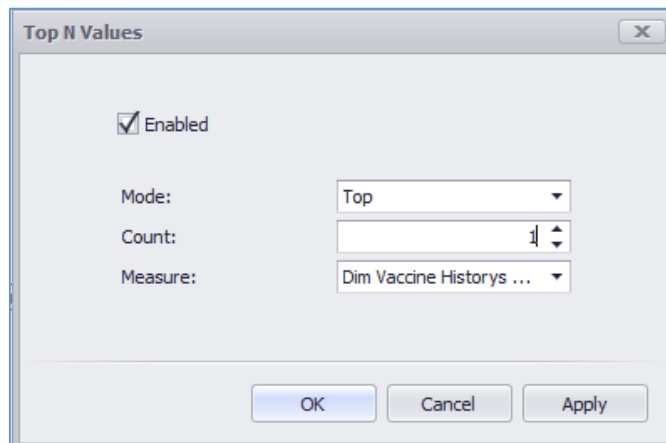 Top N Values
Enabled
Mode: Top
Count: 1
Measure: Dim Vaccine Historys ...
OK Cancel Apply